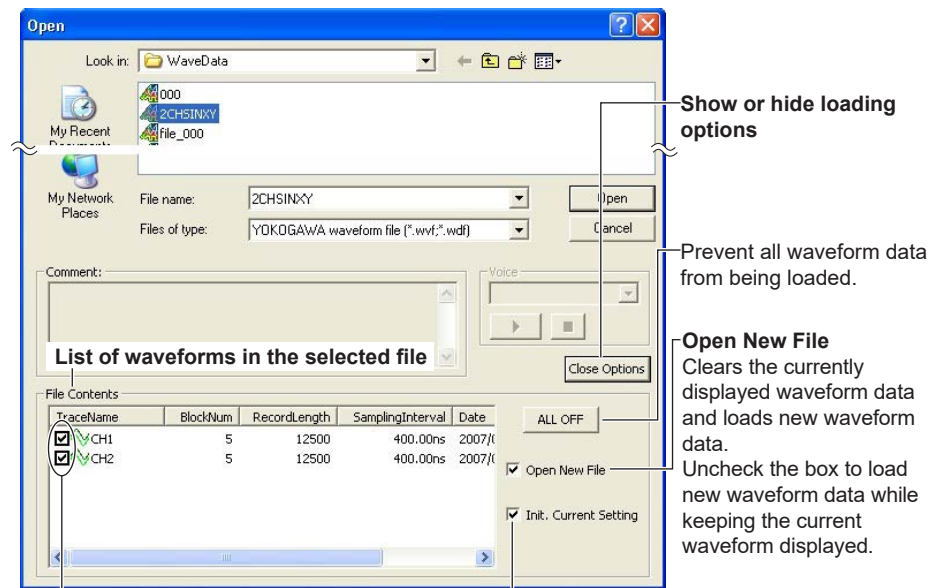 Open
Look in: WaveData
000
2CHSINXY
file_000
My Recent
My Network
Places
File name: 2CHSINXY Open
Files of type: YOKOGAWA waveform file (*.wvf;*.wdf) Cancel
Comment: Voice
List of waveforms in the selected file
Close Options
File Contents
TraceName BlockNum RecordLength SamplingInterval Date ALL OFF
CH1 5 12500 400.00ns
CH2 5 12500 400.00ns
Open New File
Init. Current Setting
Show or hide loading
options
Prevent all waveform data
from being loaded.
Open New File
Clears the currently
displayed waveform data
and loads new waveform
data.
Uncheck the box to load
new waveform data while
keeping the current
waveform displayed.